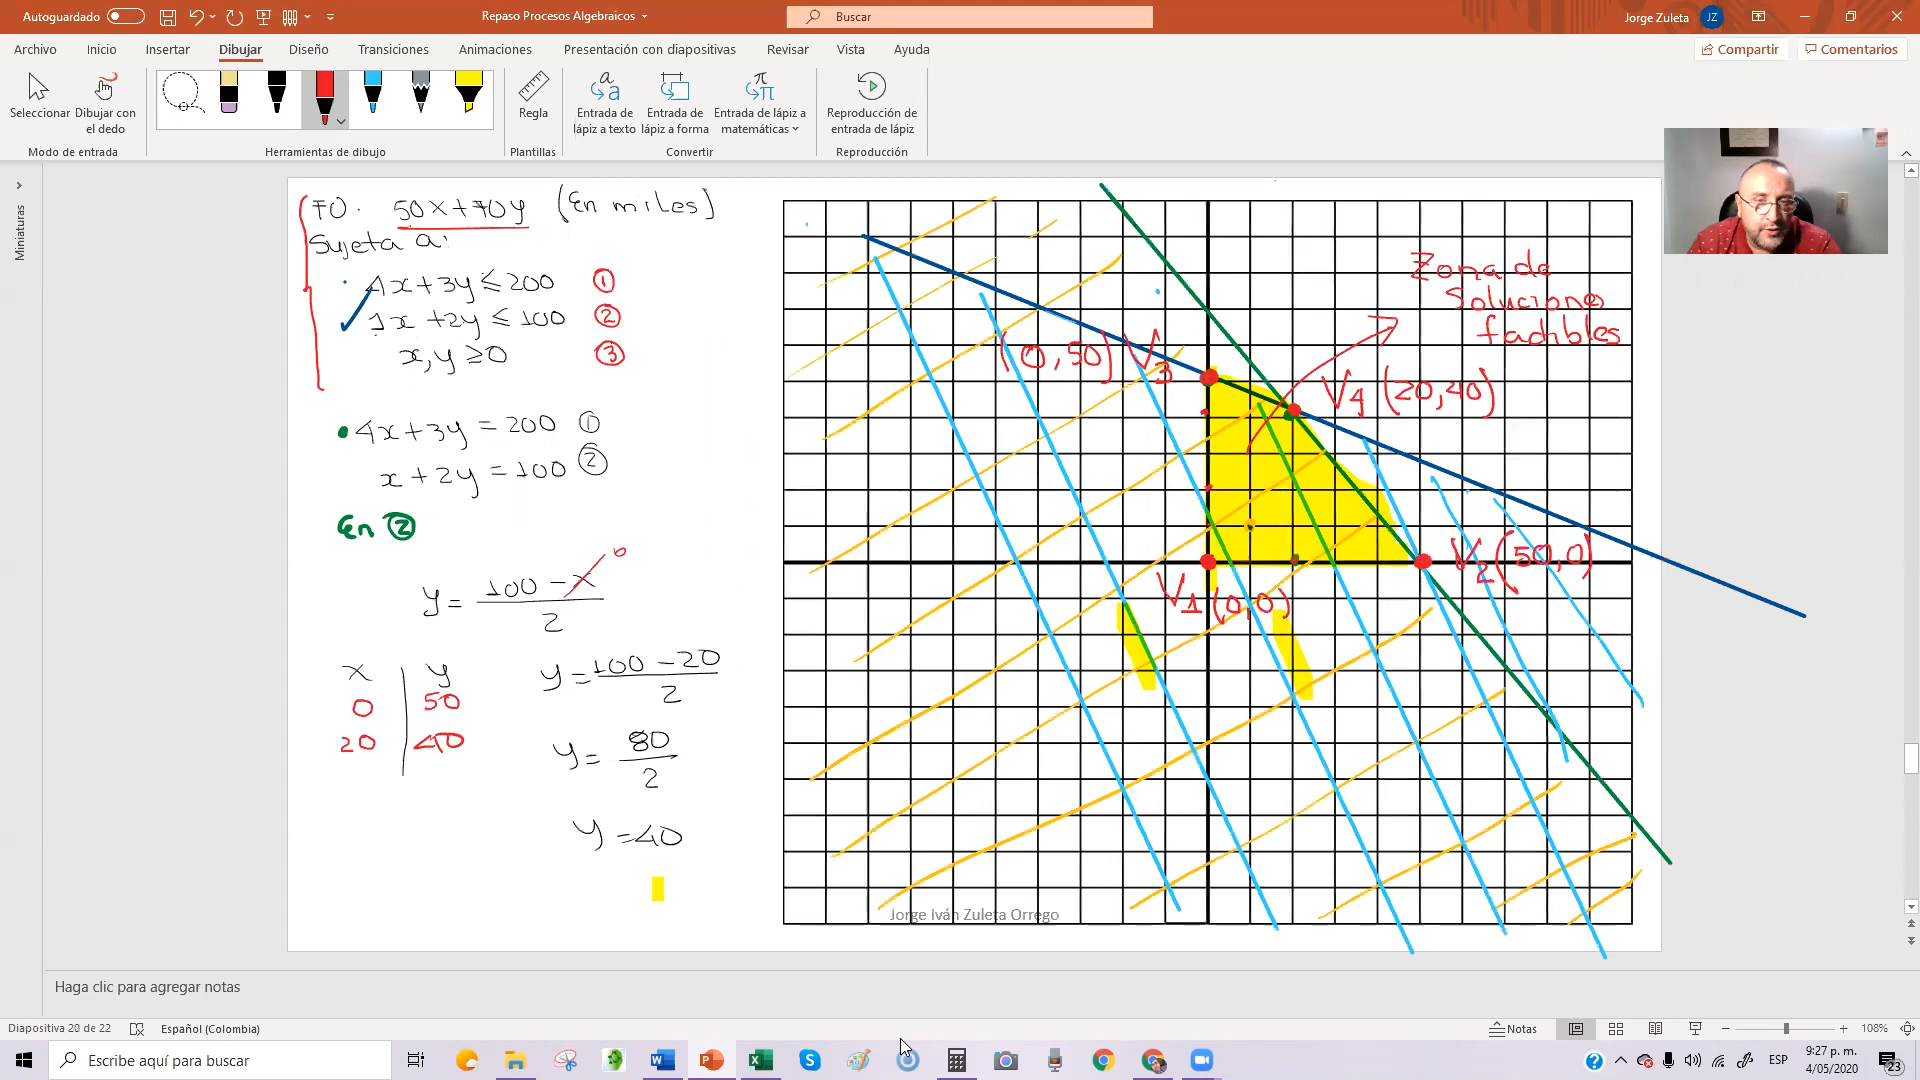 Autoguardado
Repaso Procesos Algebraicos
Buscar
Jorge Zuleta
JZ
Archivo
Inicio
Insertar
Dibujar
Diseño
Transiciones
Animaciones
Presentación con diapositivas
Revisar
Vista
Ayuda
Compartir
Comentarios
Seleccionar
Dibujar con
el dedo
Regla
Entrada de
lápiz a texto
Entrada de
lápiz a forma
Entrada de lápiz a
matemáticas
Reproducción de
entrada de lápiz
Modo de entrada
Herramientas de dibujo
Plantillas
Convertir
Reproducción
Miniaturas
FO. 50x+70y (En miles)
Sujeta a:
4x+3y≤200 ①
1x+2y≤100 ②
x,y≥0 ③
4x+3y=200 ①
x+2y=100 ②
En ②
y= 100-x
2
x y
0 50
20 40
y= 100-20
2
y= 80
2
y=40
Zona de
Soluciones
factibles
(0,50) V3
V4 (20,40)
V2 (50,0)
V1 (0,0)
Jorge Iván Zuleta Orrego
Haga clic para agregar notas
Diapositiva 20 de 22
Español (Colombia)
Notas
108%
Escribe aquí para buscar
ESP
9:27 p. m.
4/05/2020
23